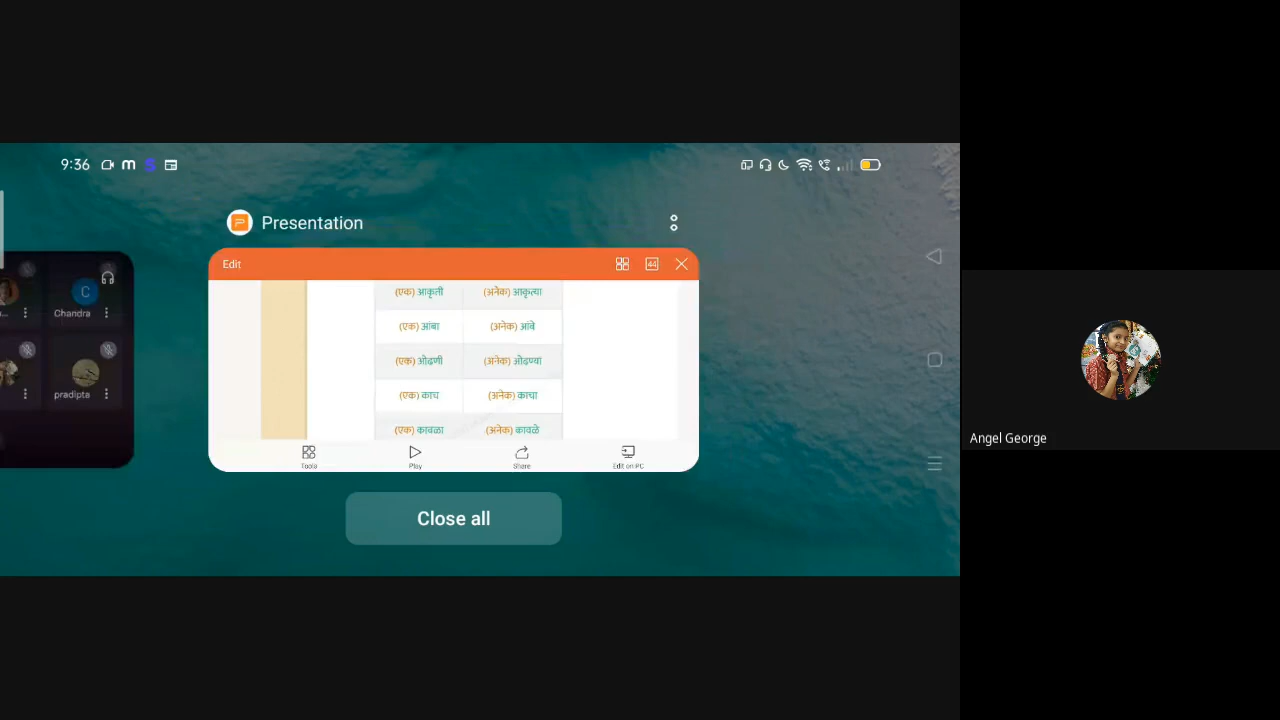 9:36
Presentation
Edit
44
(एक) आकृती (अनेक) आकृत्या
(एक) आंबा (अनेक) आंबे
(एक) ओढणी (अनेक) ओढण्या
(एक) काच (अनेक) काचा
(एक) कावळा (अनेक) कावळे
Tools Play Share Edit on PC
C
Chandra
pradipta
Close all
Angel George